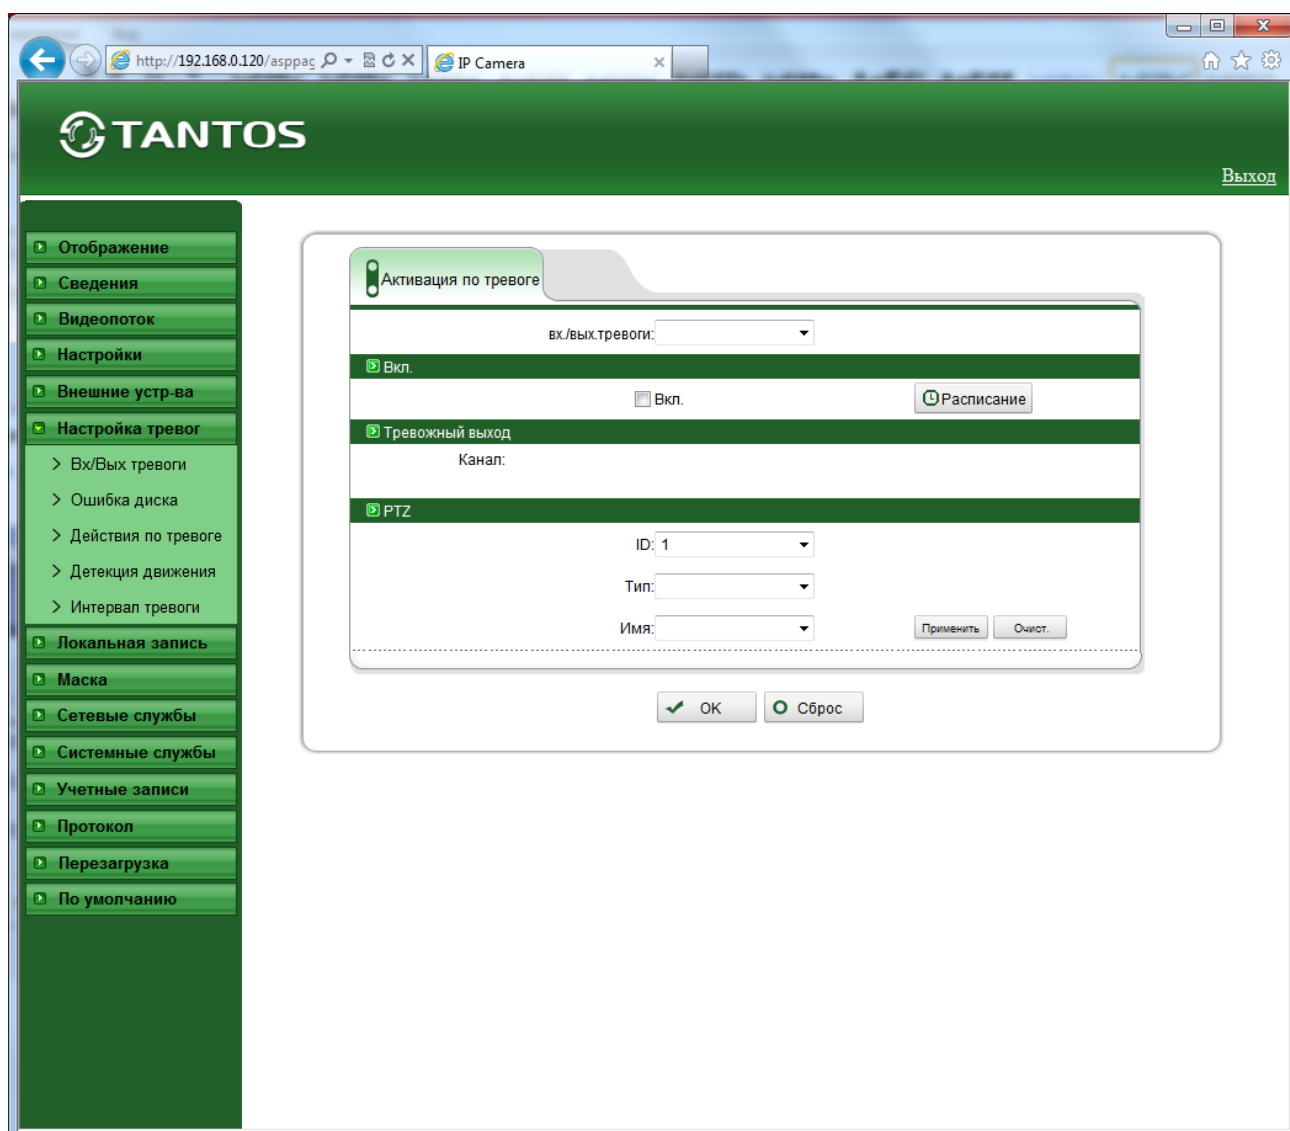 http://192.168.0.120/asppag
IP Camera
TANTOS
Выход
Отображение
Сведения
Видеопоток
Настройки
Внешние устр-ва
Настройка тревог
Вх/Вых тревоги
Ошибка диска
Действия по тревоге
Детекция движения
Интервал тревоги
Локальная запись
Маска
Сетевые службы
Системные службы
Учетные записи
Протокол
Перезагрузка
По умолчанию
Активация по тревоге
вх./вых.тревоги:
Вкл.
Вкл.
Расписание
Тревожный выход
Канал:
PTZ
ID: 1
Тип:
Имя:
Применить
Очист.
OK
Сброс